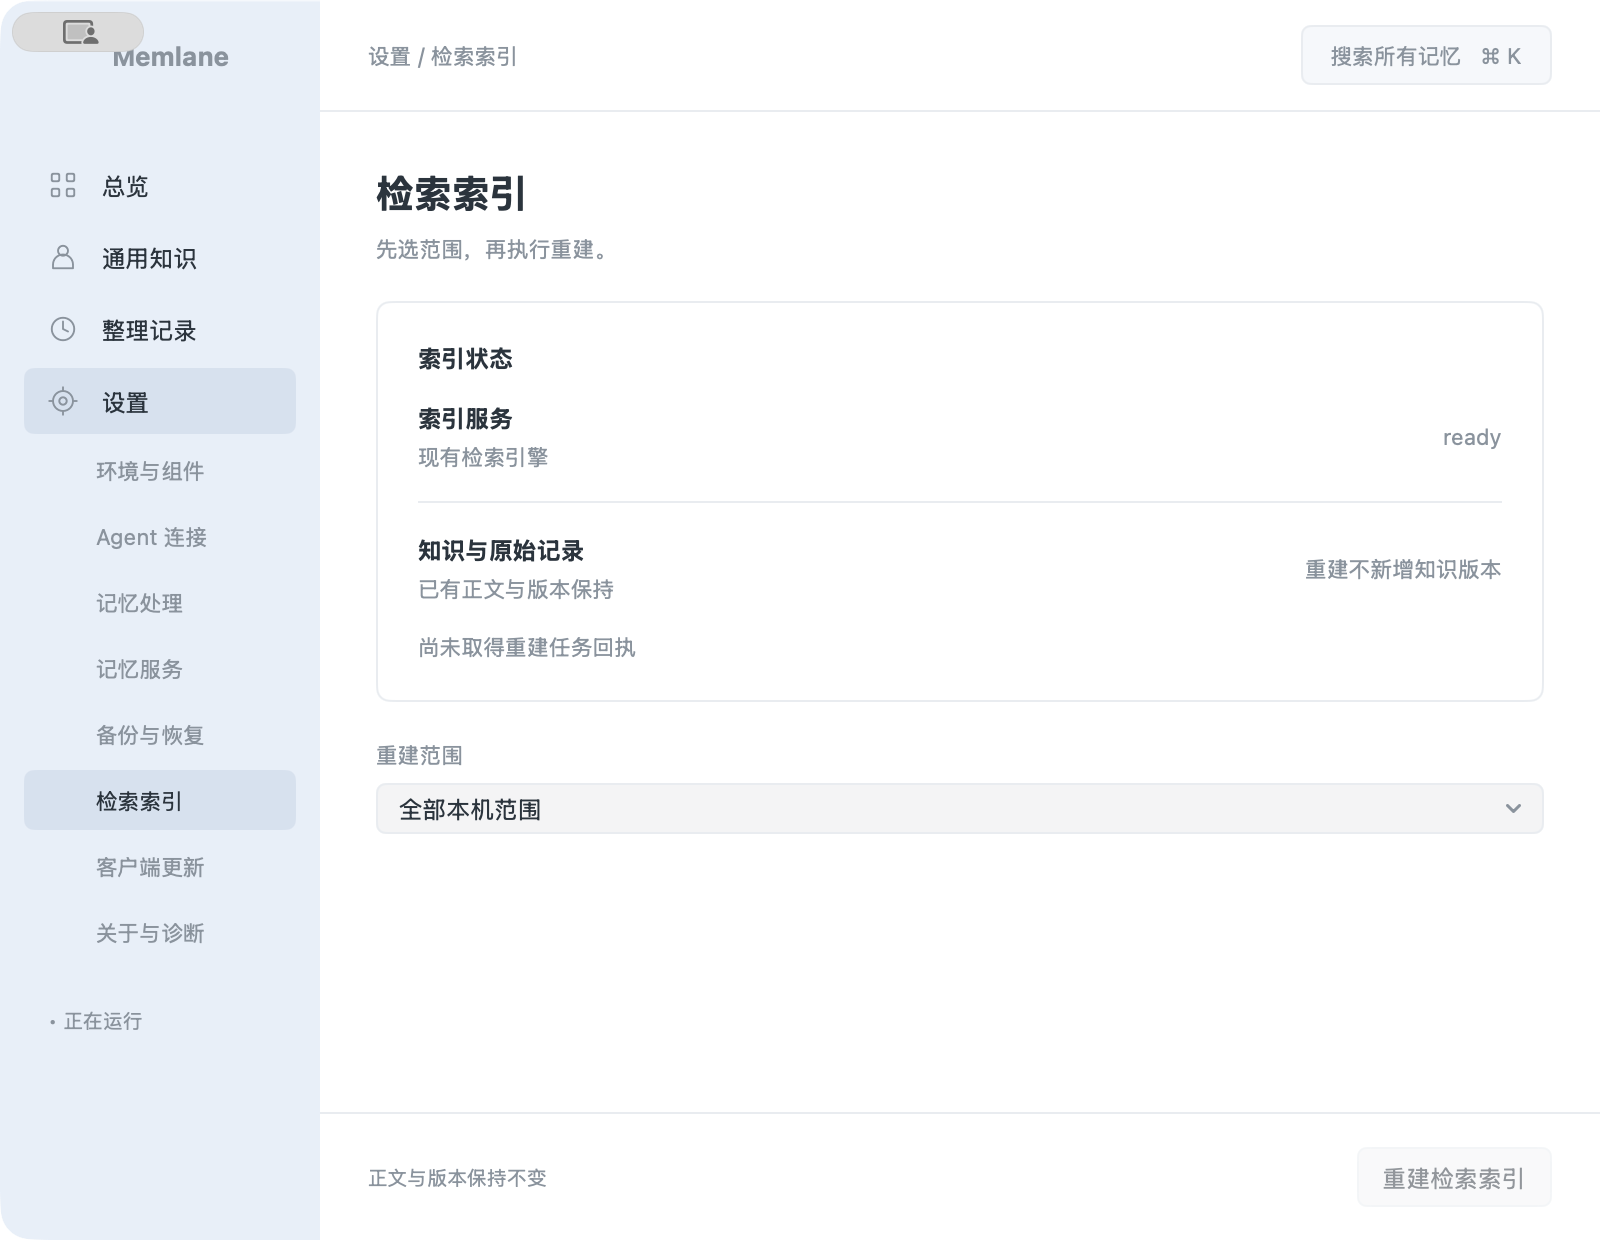 Memlane
总览
通用知识
整理记录
设置
环境与组件
Agent 连接
记忆处理
记忆服务
备份与恢复
检索索引
客户端更新
关于与诊断
• 正在运行
设置 / 检索索引
搜索所有记忆 ⌘ K
检索索引
先选范围，再执行重建。
索引状态
索引服务
现有检索引擎
ready
知识与原始记录
已有正文与版本保持
重建不新增知识版本
尚未取得重建任务回执
重建范围
全部本机范围
正文与版本保持不变
重建检索索引